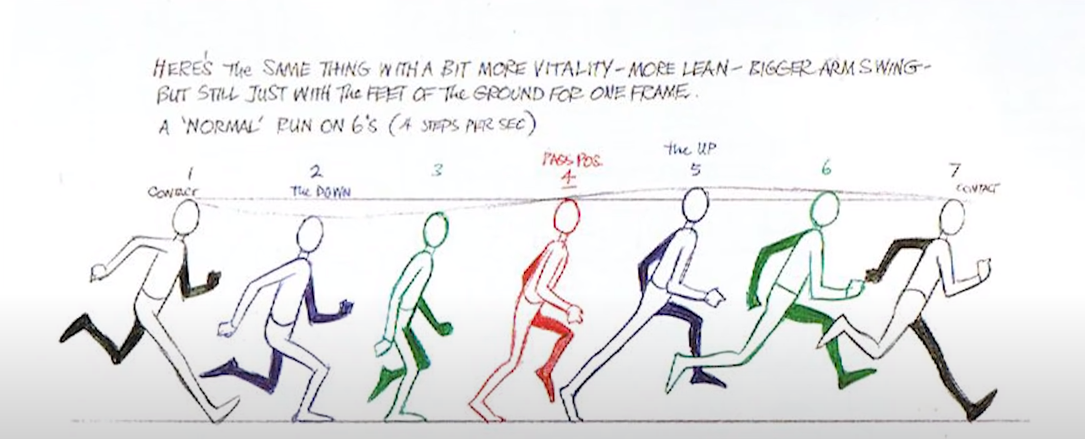 HERE'S The SAME THING WITH A BIT MORE VITALITY - MORE LEAN - BIGGER ARM SWING -
BUT STILL JUST WITH The FEET OF The GROUND FOR ONE FRAME.
A 'NORMAL' RUN ON 6'S (4 STEPS PER SEC)
1 CONTACT
2 The DOWN
3
PASS POS. 4
the UP 5
6
7 CONTACT